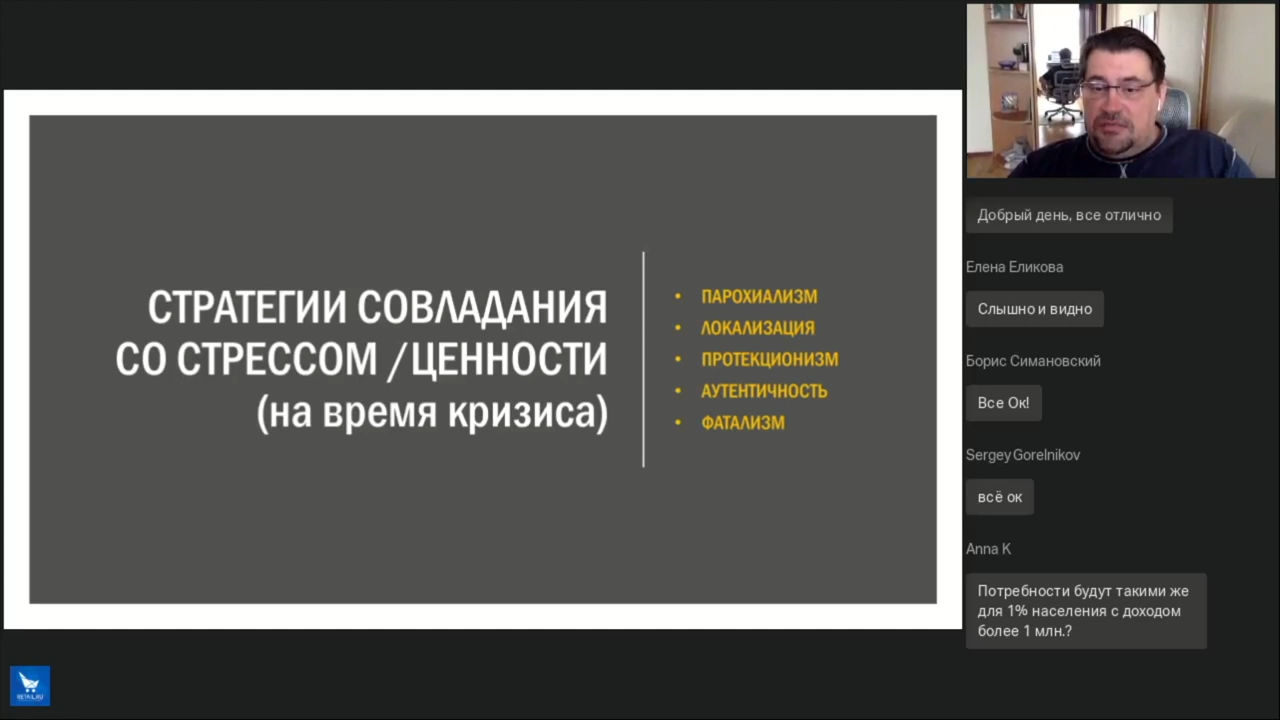 СТРАТЕГИИ СОВЛАДАНИЯ
СО СТРЕССОМ /ЦЕННОСТИ
(на время кризиса)
• ПАРОХИАЛИЗМ
• ЛОКАЛИЗАЦИЯ
• ПРОТЕКЦИОНИЗМ
• АУТЕНТИЧНОСТЬ
• ФАТАЛИЗМ
Добрый день, все отлично
Елена Еликова
Слышно и видно
Борис Симановский
Все Ок!
Sergey Gorelnikov
всё ок
Anna K
Потребности будут такими же
для 1% населения с доходом
более 1 млн.?
RETAIL.RU